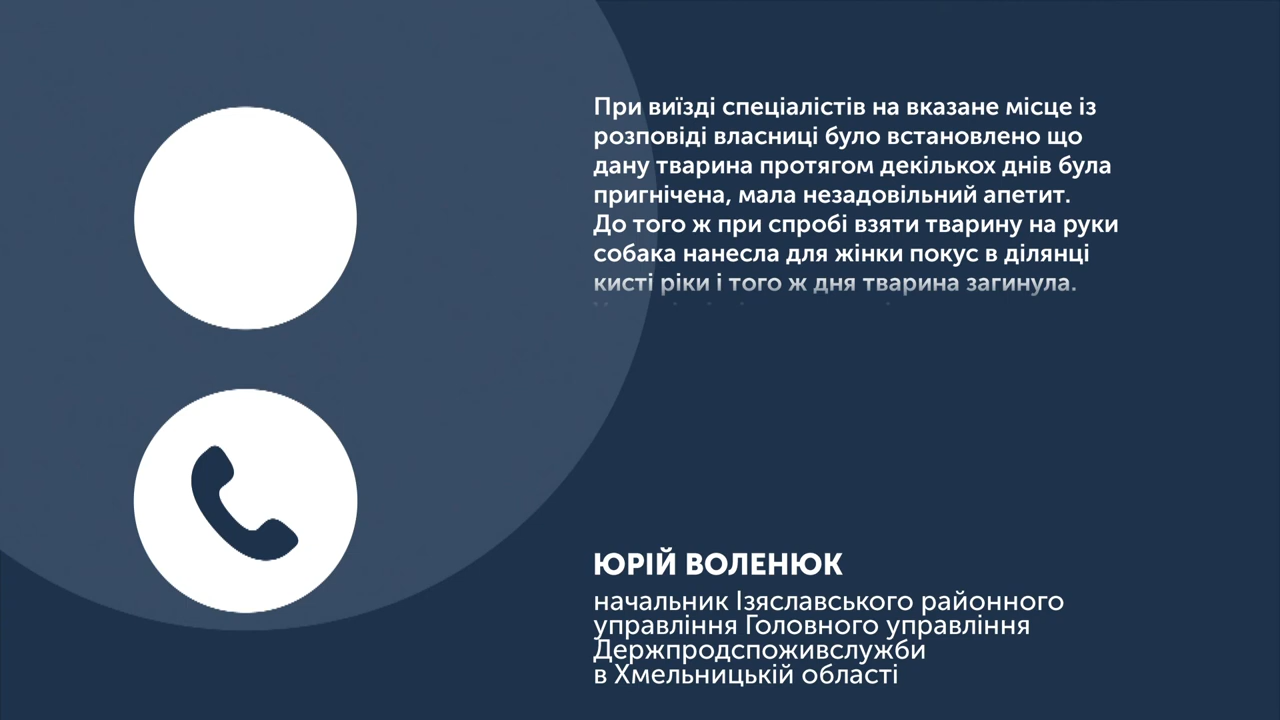 При виїзді спеціалістів на вказане місце із
розповіді власниці було встановлено що
дану тварина протягом декількох днів була
пригнічена, мала незадовільний апетит.
До того ж при спробі взяти тварину на руки
собака нанесла для жінки покус в ділянці
кисті ріки і того ж дня тварина загинула.
ЮРІЙ ВОЛЕНЮК
начальник Ізяславського районного
управління Головного управління
Держпродспоживслужби
в Хмельницькій області